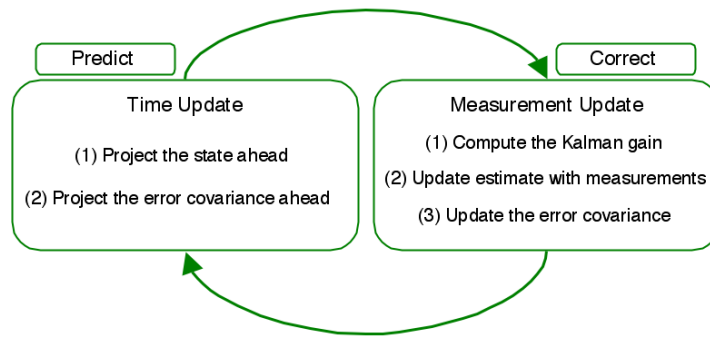 Predict
Time Update
(1) Project the state ahead
(2) Project the error covariance ahead
Correct
Measurement Update
(1) Compute the Kalman gain
(2) Update estimate with measurements
(3) Update the error covariance